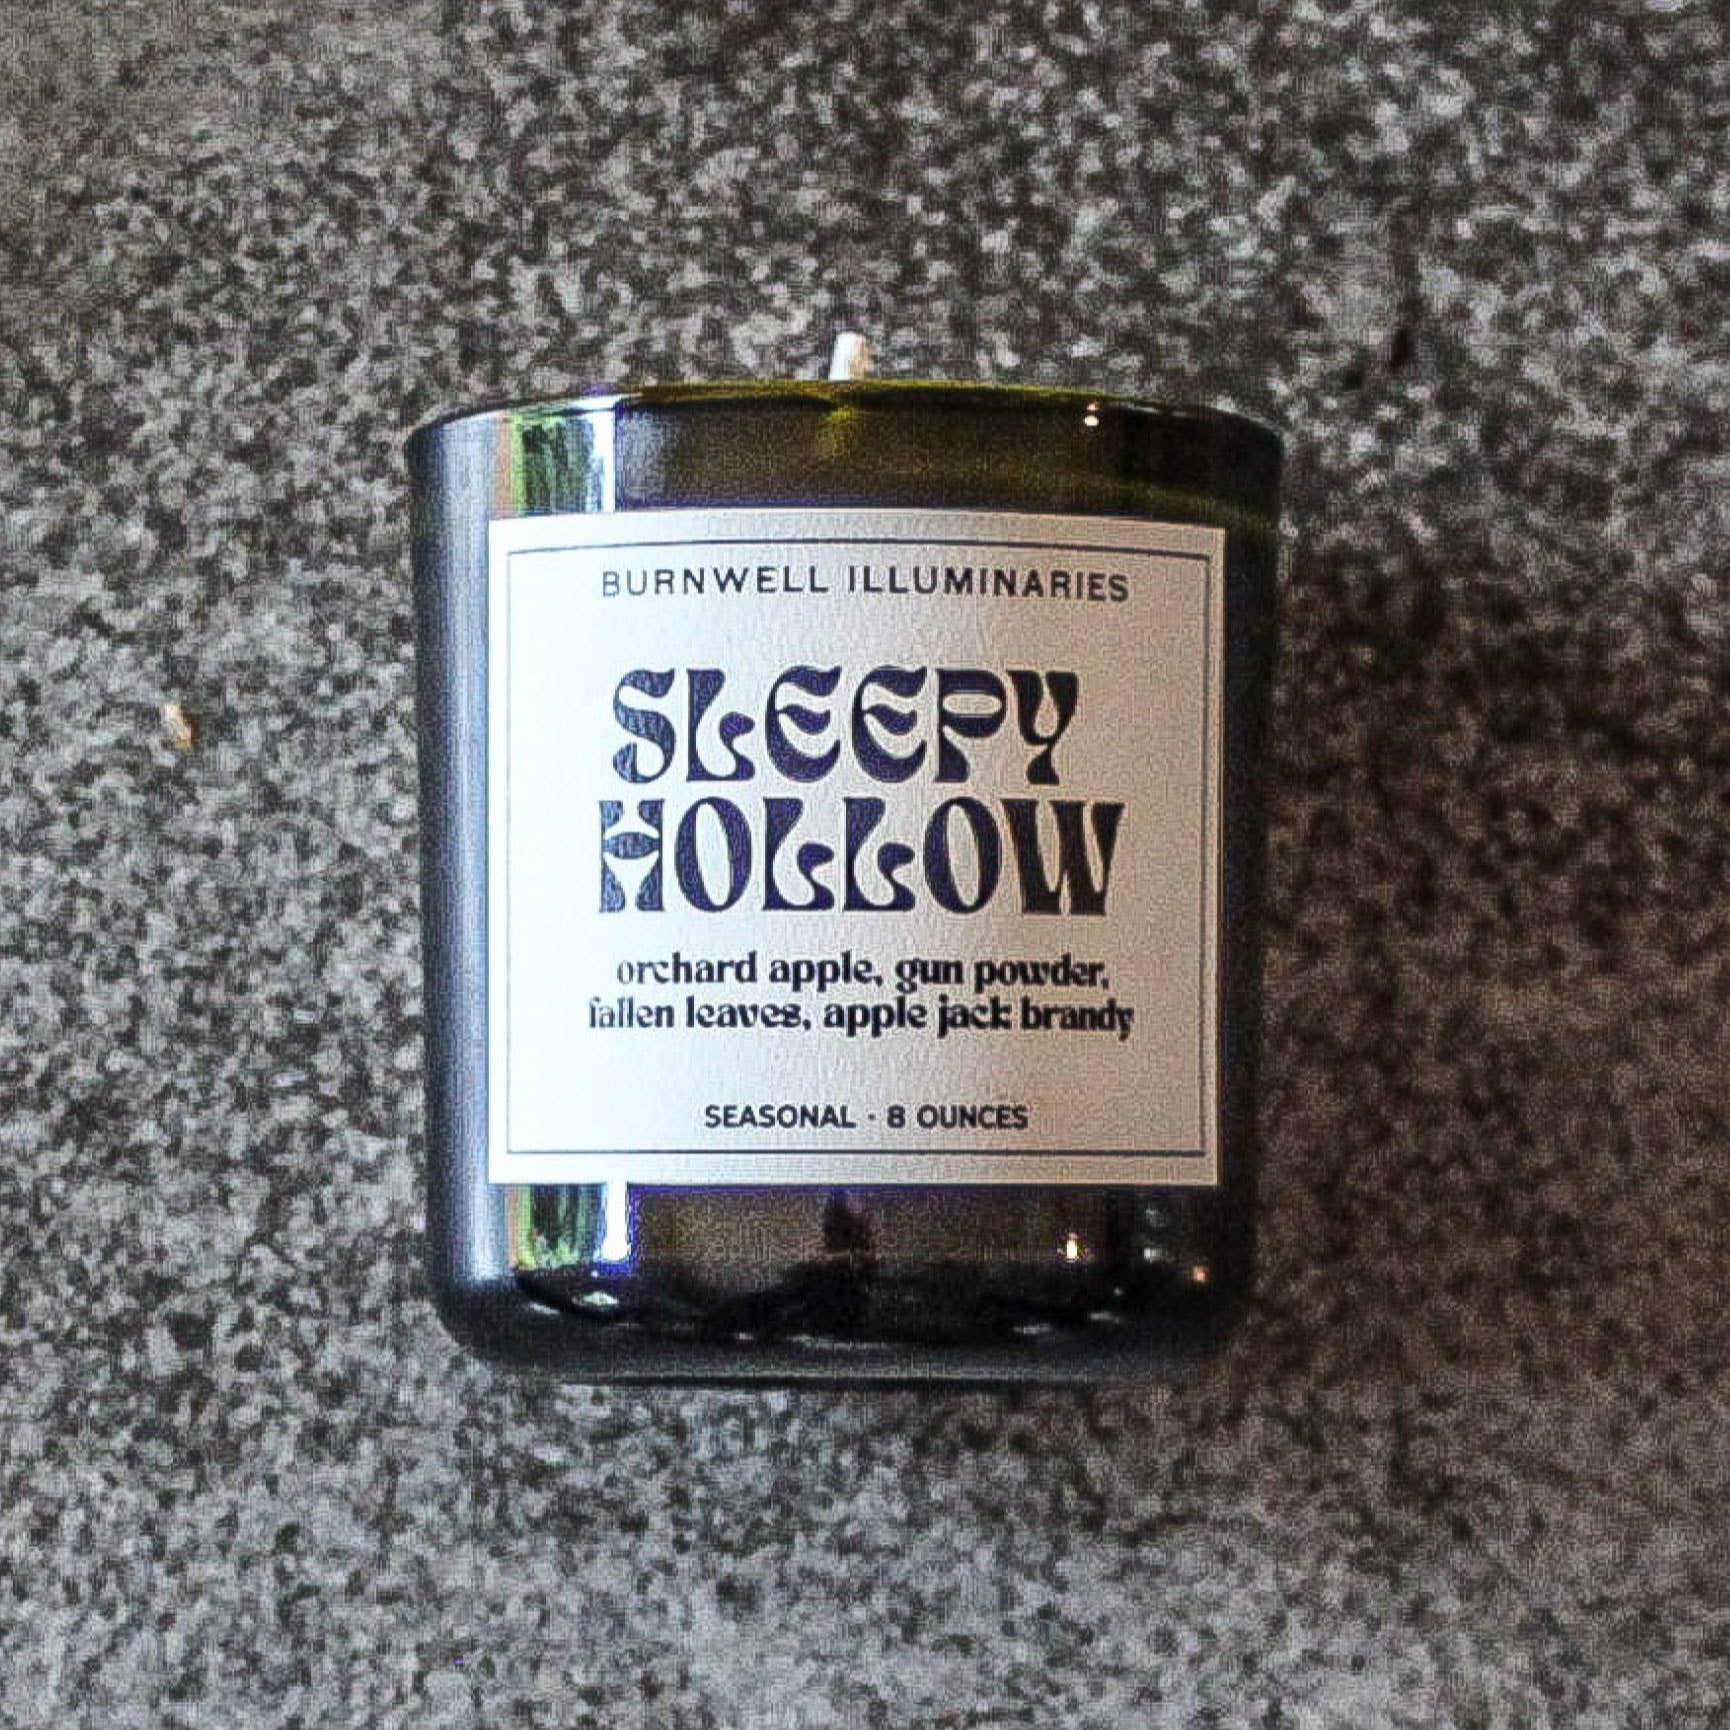 BURNWELL ILLUMINARIES
SLEEPY
HOLLOW
orchard apple, gun powder,
fallen leaves, apple jack brandy
SEASONAL · 8 OUNCES